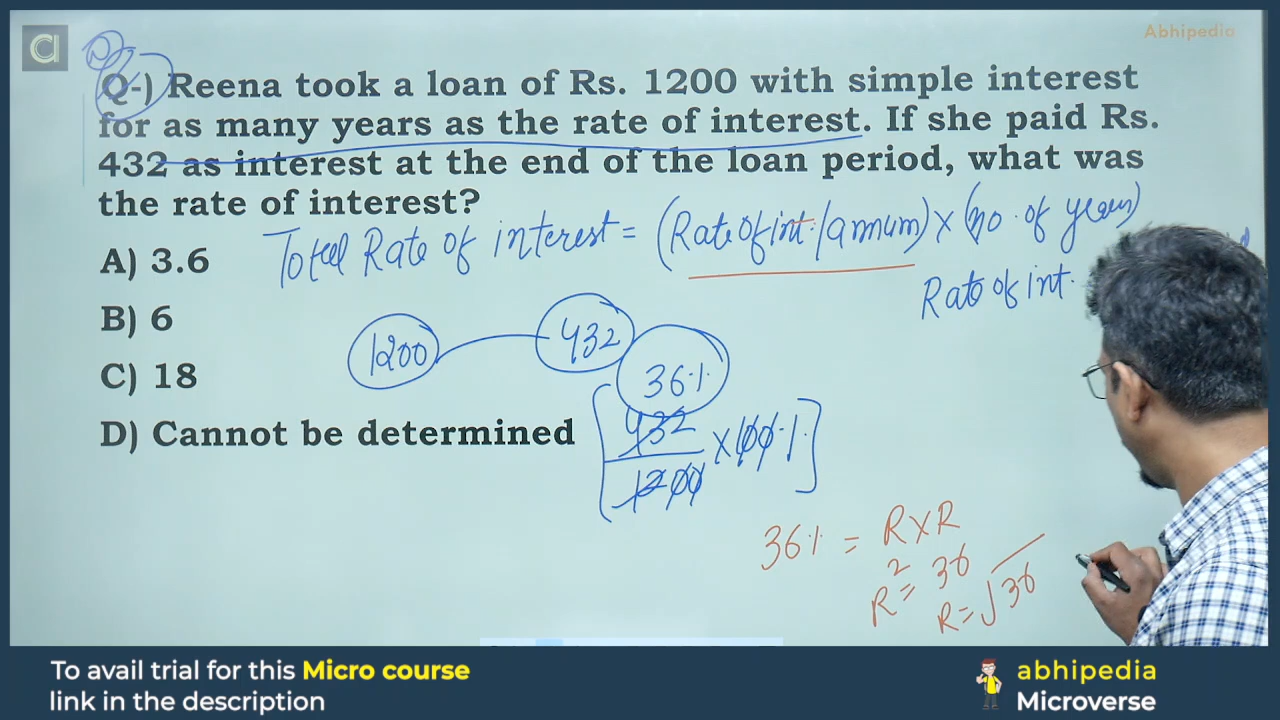 Abhipedia
Q-) Reena took a loan of Rs. 1200 with simple interest
for as many years as the rate of interest. If she paid Rs.
432 as interest at the end of the loan period, what was
the rate of interest?
Total Rate of interest = (Rate of int./annum) × (no. of years)
A) 3.6
Rate of int.
B) 6
1200 432
36%
C) 18
D) Cannot be determined
[432/1200 × 100%]
36% = R×R
R² = 36
R = √36
To avail trial for this Micro course
link in the description
abhipedia
Microverse